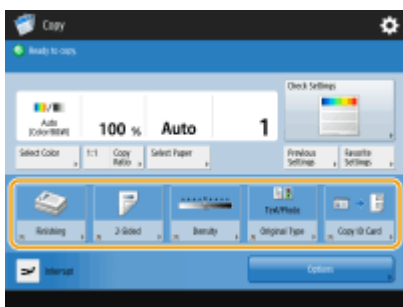 Copy
Ready to copy.
Check Settings
Auto
[Color/B&W]
100 %
Auto
1
Select Color
1:1
Copy
Ratio
Select Paper
Previous
Settings
Favorite
Settings
Text/Photo
Finishing
2-Sided
Density
Original Type
Copy ID Card
Interrupt
Options